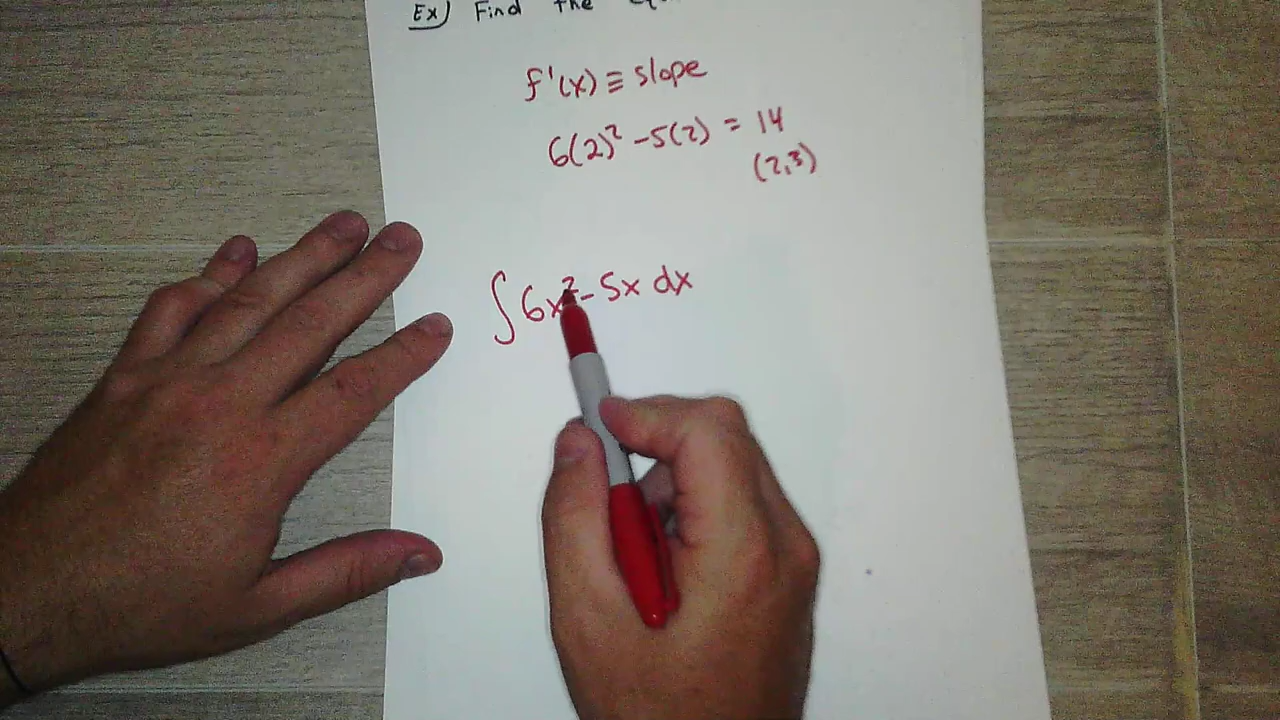 Ex) Find the
f'(x) ≡ slope
6(2)² - 5(2) = 14
(2,3)
∫6x² - 5x dx